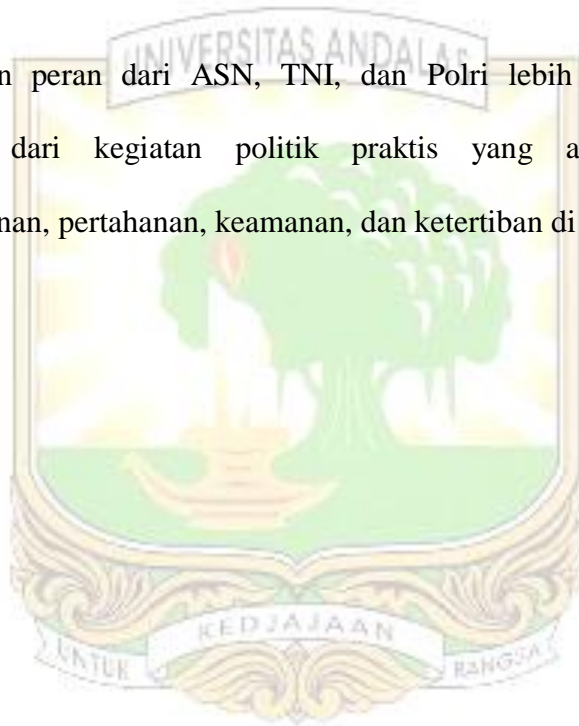 UNIVERSITAS ANDALAS
n peran dari ASN, TNI, dan Polri lebih
dari kegiatan politik praktis yang a
nan, pertahanan, keamanan, dan ketertiban di
KEDJAJAAN
UNTUK BANGSA